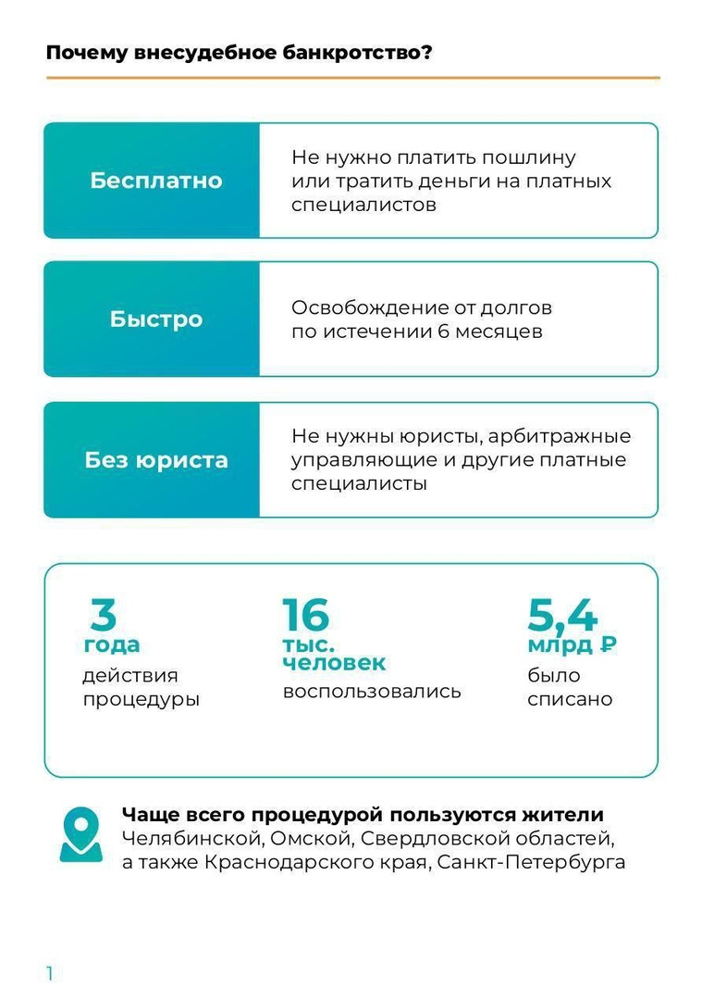 Почему внесудебное банкротство?
Бесплатно
Не нужно платить пошлину
или тратить деньги на платных
специалистов
Быстро
Освобождение от долгов
по истечении 6 месяцев
Без юриста
Не нужны юристы, арбитражные
управляющие и другие платные
специалисты
3
года
действия
процедуры
16
тыс.
человек
воспользовались
5,4
млрд ₽
было
списано
Чаще всего процедурой пользуются жители
Челябинской, Омской, Свердловской областей,
а также Краснодарского края, Санкт-Петербурга
1